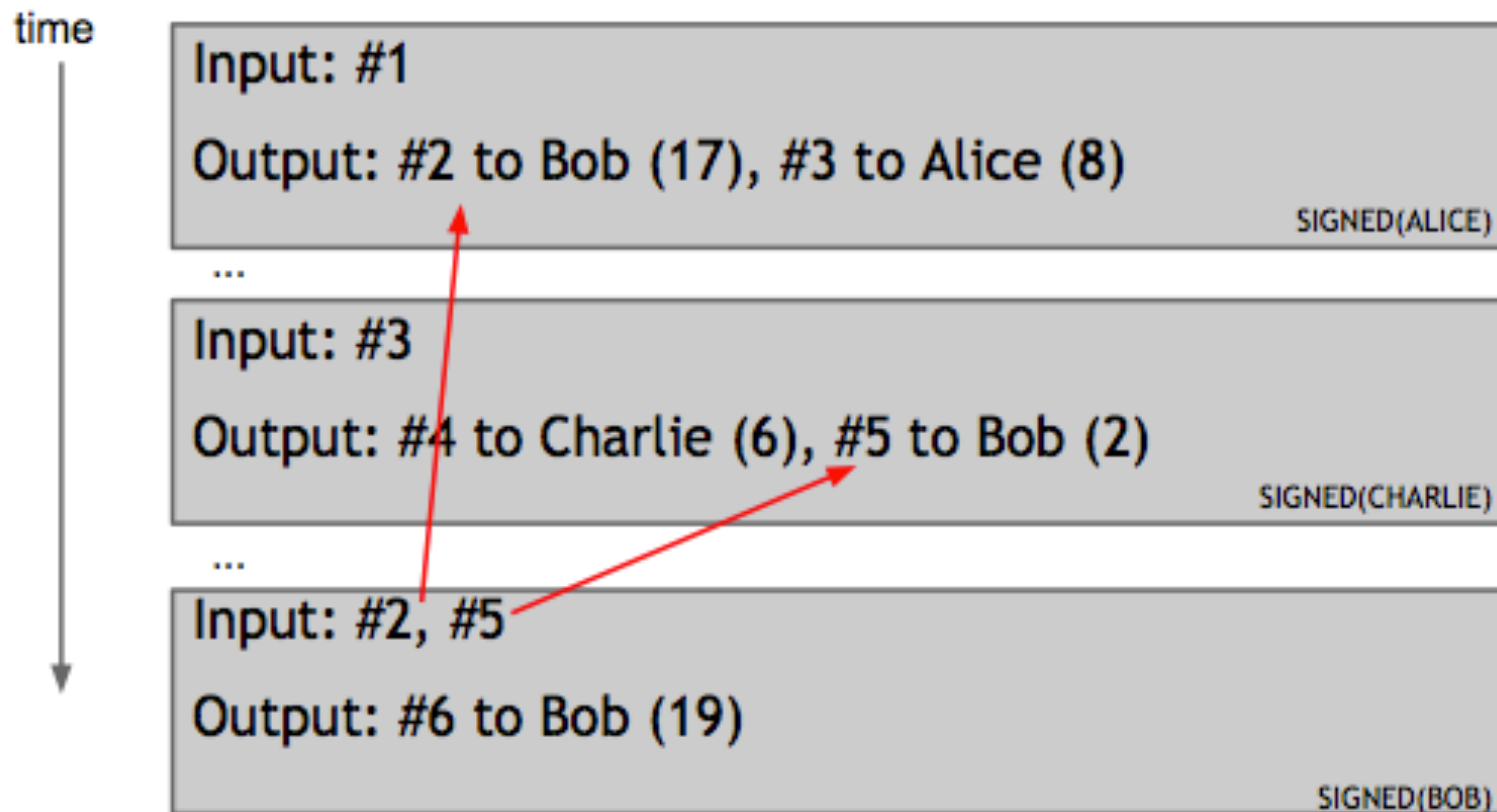 time
Input: #1
Output: #2 to Bob (17), #3 to Alice (8)
SIGNED(ALICE)
...
Input: #3
Output: #4 to Charlie (6), #5 to Bob (2)
SIGNED(CHARLIE)
...
Input: #2, #5
Output: #6 to Bob (19)
SIGNED(BOB)